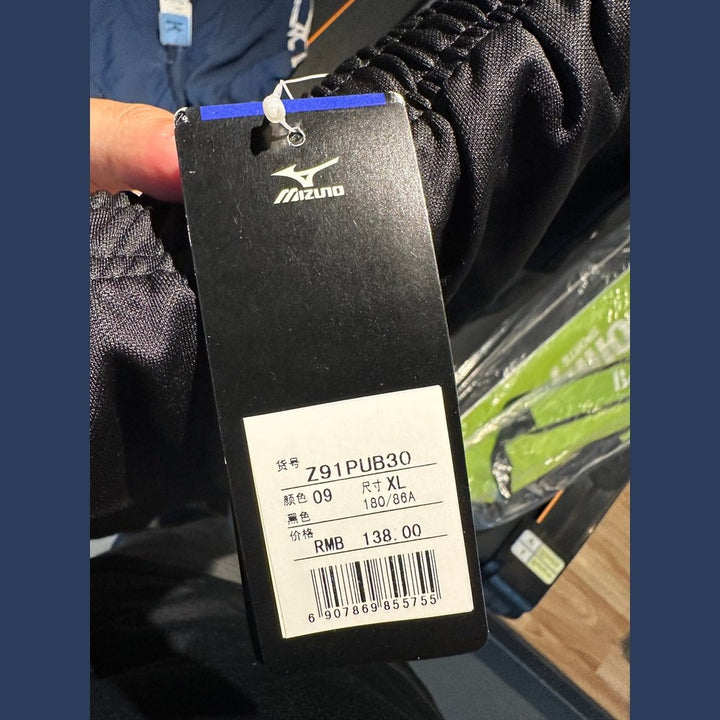 MIZUNO
货号 Z91PUB30
颜色 09 尺寸 XL
黑色 180/86A
价格 RMB 138.00
6 907869 855755